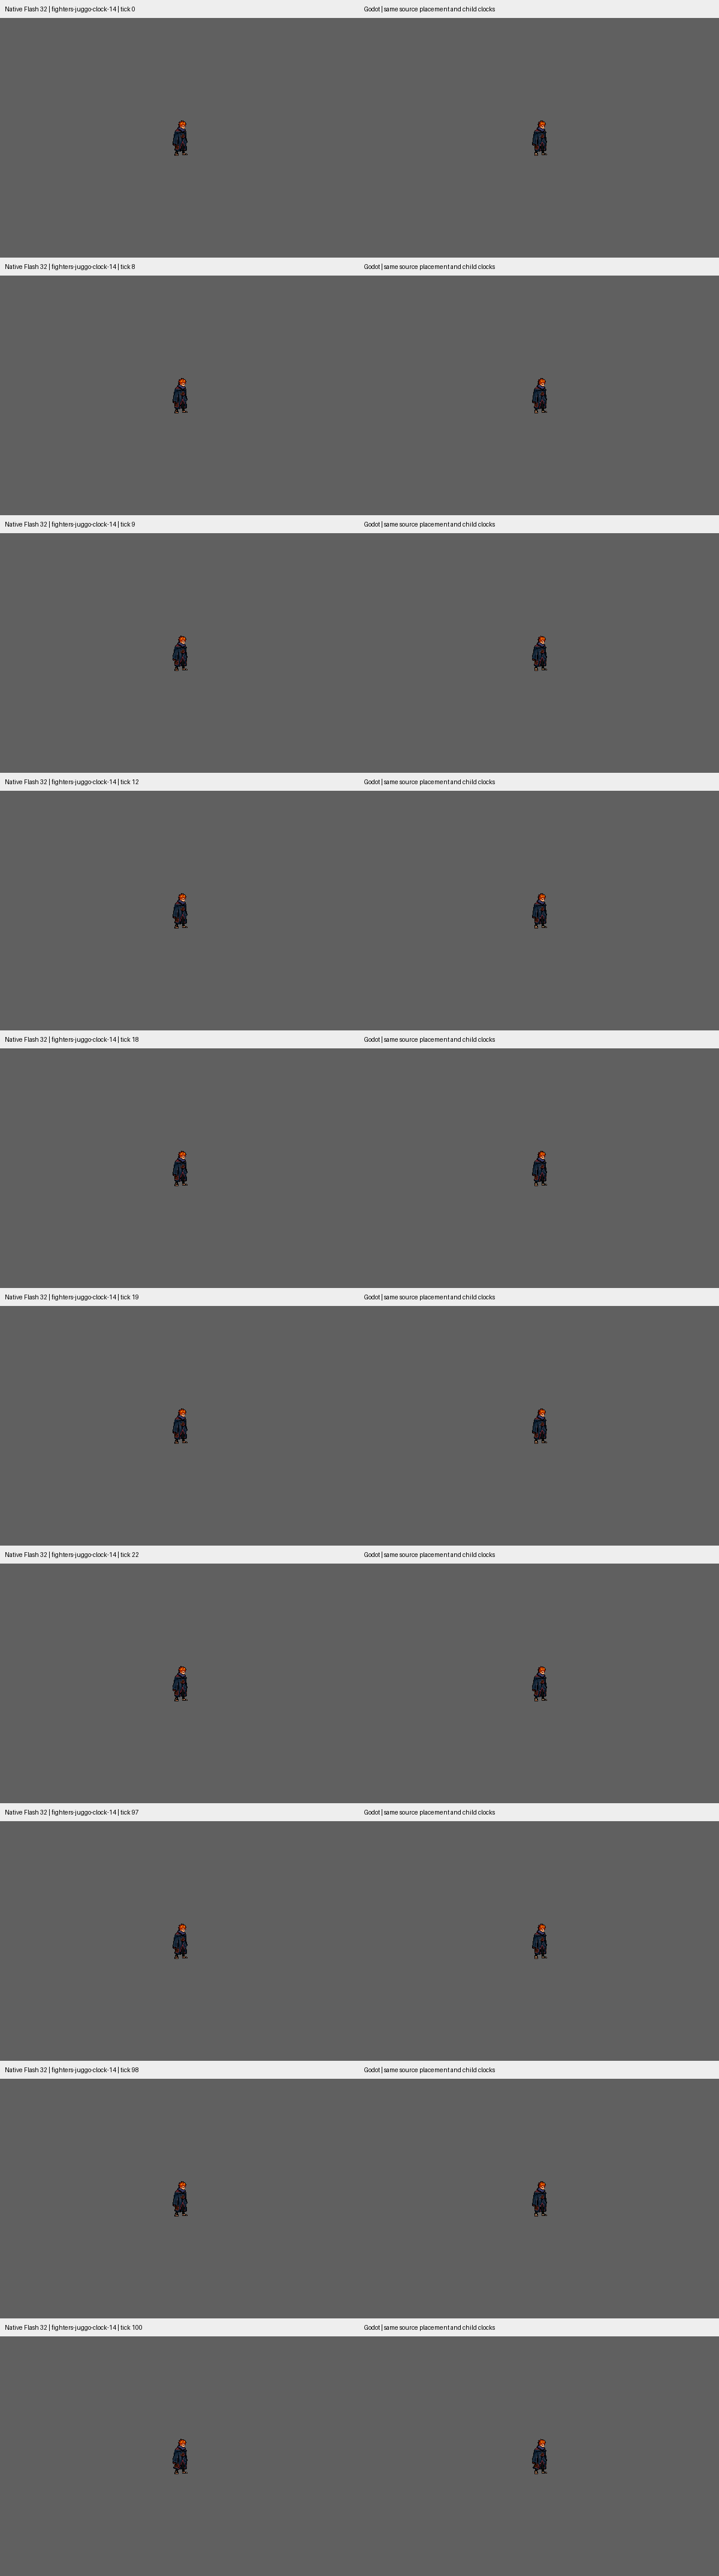 Native Flash 32 | fighters-juggo-clock-14 | tick 0
Godot | same source placement and child clocks
Native Flash 32 | fighters-juggo-clock-14 | tick 8
Godot | same source placement and child clocks
Native Flash 32 | fighters-juggo-clock-14 | tick 9
Godot | same source placement and child clocks
Native Flash 32 | fighters-juggo-clock-14 | tick 12
Godot | same source placement and child clocks
Native Flash 32 | fighters-juggo-clock-14 | tick 18
Godot | same source placement and child clocks
Native Flash 32 | fighters-juggo-clock-14 | tick 19
Godot | same source placement and child clocks
Native Flash 32 | fighters-juggo-clock-14 | tick 22
Godot | same source placement and child clocks
Native Flash 32 | fighters-juggo-clock-14 | tick 97
Godot | same source placement and child clocks
Native Flash 32 | fighters-juggo-clock-14 | tick 98
Godot | same source placement and child clocks
Native Flash 32 | fighters-juggo-clock-14 | tick 100
Godot | same source placement and child clocks